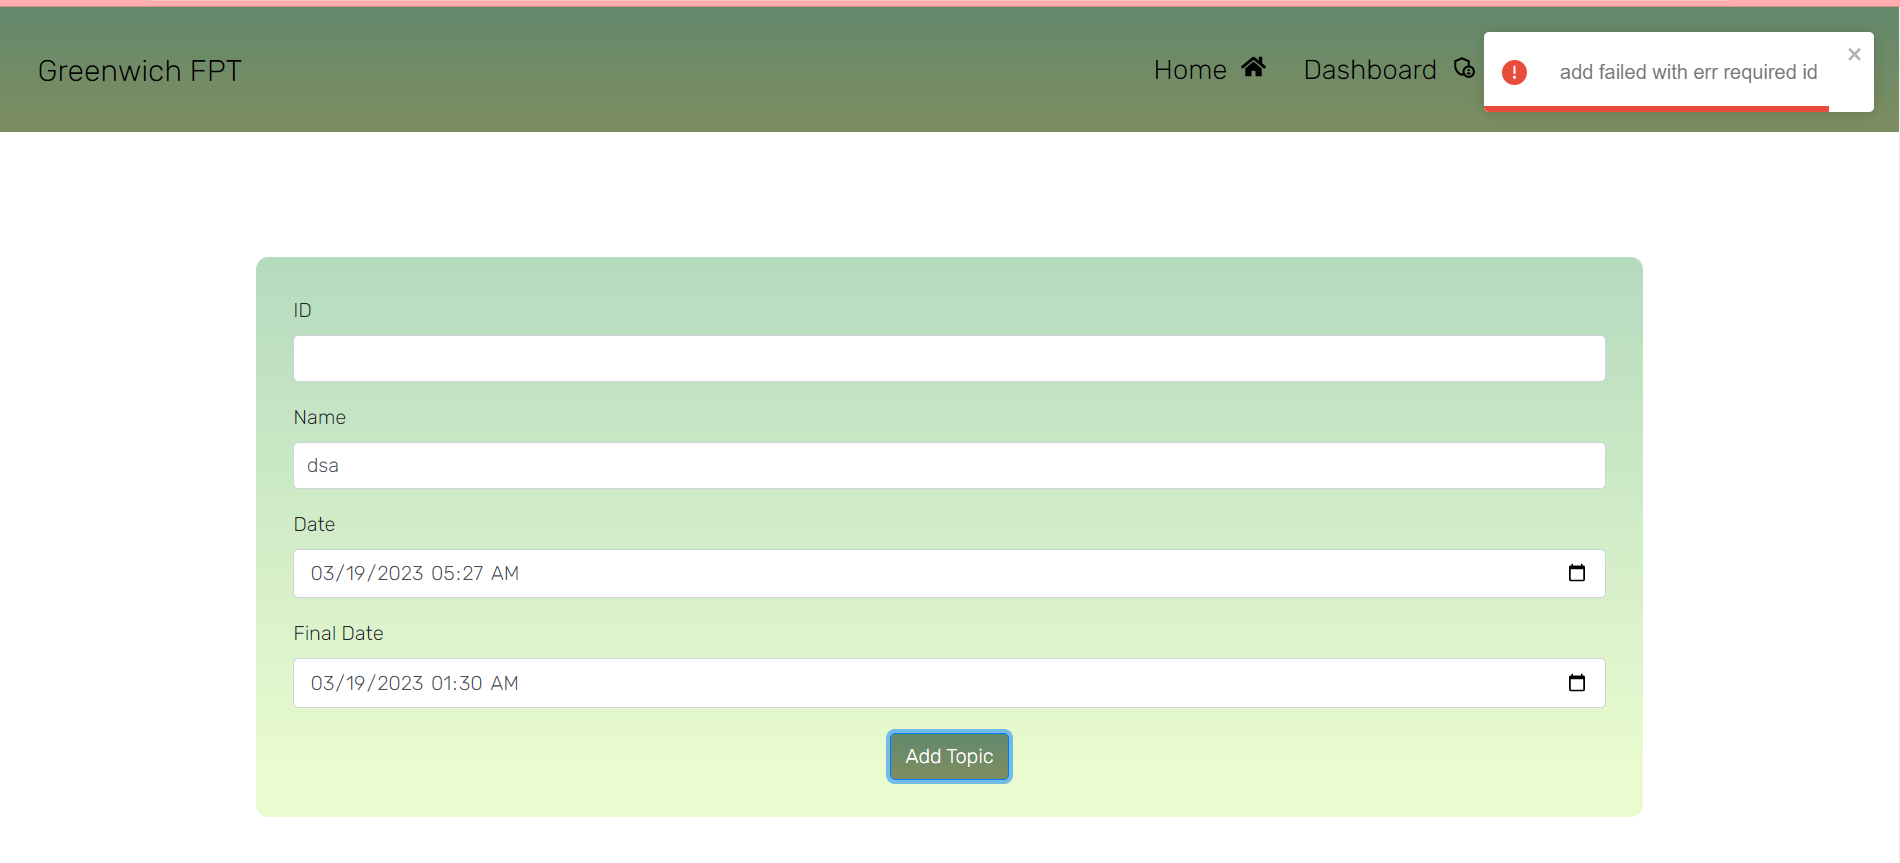 Greenwich FPT
Home
Dashboard
add failed with err required id
ID
Name
dsa
Date
03/19/2023 05:27 AM
Final Date
03/19/2023 01:30 AM
Add Topic